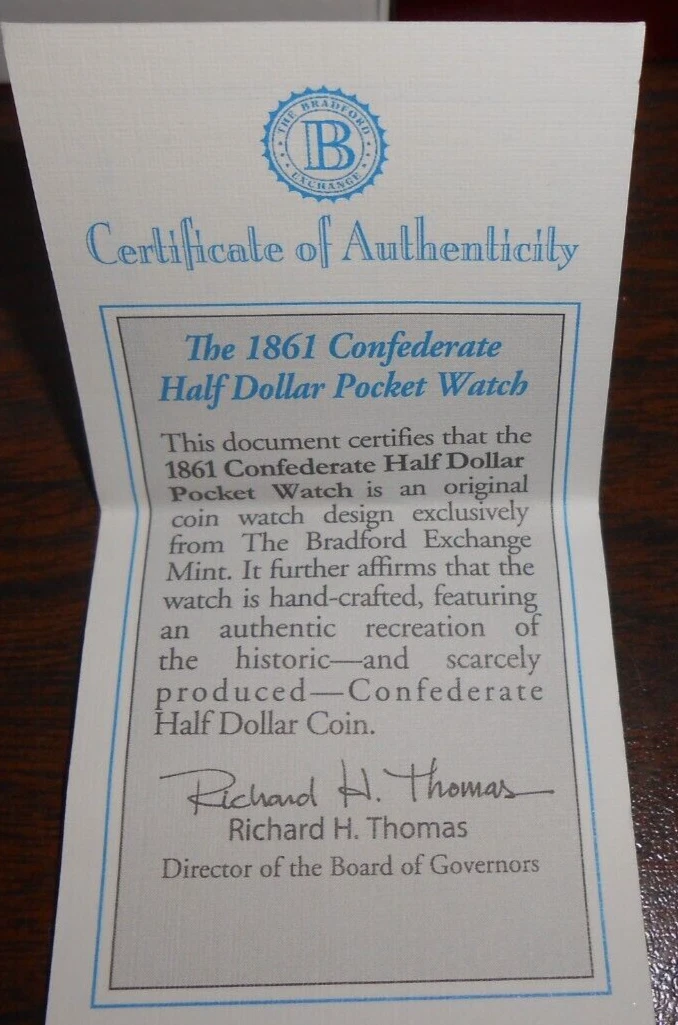 THE BRADFORD
B
EXCHANGE
Certificate of Authenticity
The 1861 Confederate
Half Dollar Pocket Watch
This document certifies that the
1861 Confederate Half Dollar
Pocket Watch is an original
coin watch design exclusively
from The Bradford Exchange
Mint. It further affirms that the
watch is hand-crafted, featuring
an authentic recreation of
the historic—and scarcely
produced—Confederate
Half Dollar Coin.
Richard H. Thomas
Richard H. Thomas
Director of the Board of Governors